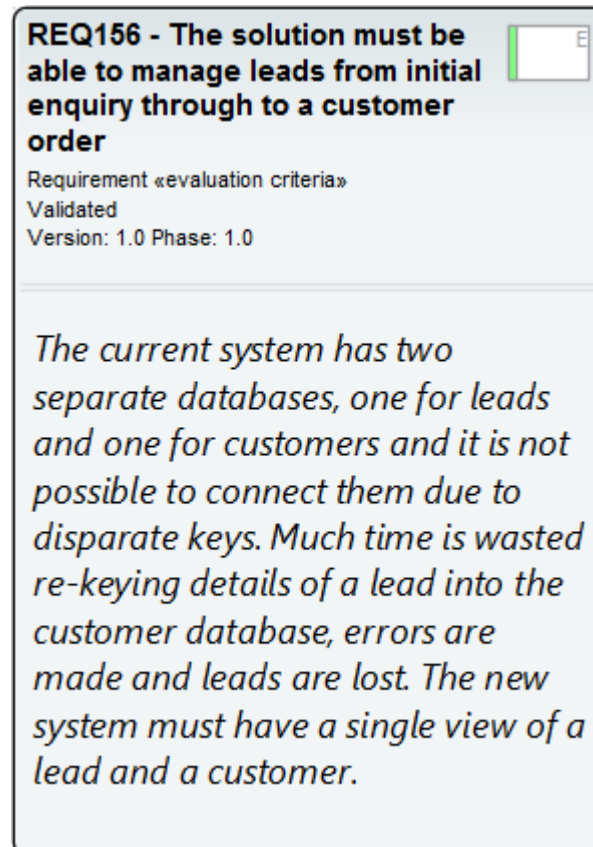 REQ156 - The solution must be
able to manage leads from initial
enquiry through to a customer
order
E
Requirement «evaluation criteria»
Validated
Version: 1.0 Phase: 1.0
The current system has two
separate databases, one for leads
and one for customers and it is not
possible to connect them due to
disparate keys. Much time is wasted
re-keying details of a lead into the
customer database, errors are
made and leads are lost. The new
system must have a single view of a
lead and a customer.